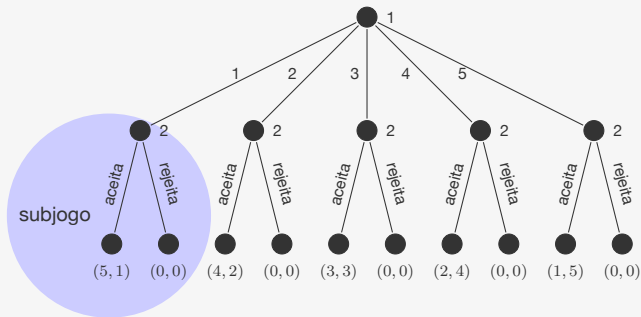 1
1 2 3 4 5
2 2 2 2 2
aceita rejeita aceita rejeita aceita rejeita aceita rejeita aceita rejeita
subjogo
(5, 1) (0, 0) (4, 2) (0, 0) (3, 3) (0, 0) (2, 4) (0, 0) (1, 5) (0, 0)